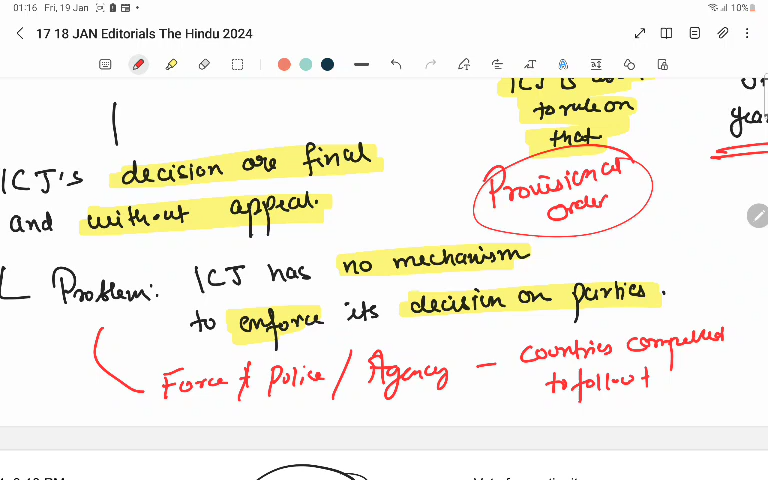 01:16 Fri, 19 Jan
10%
17 18 JAN Editorials The Hindu 2024
to rule on
that
year
Provisional
order
ICJ's decision are final
and without appeal.
Problem: ICJ has no mechanism
to enforce its decision on parties.
Force & Police / Agency - countries compelled
to follow it